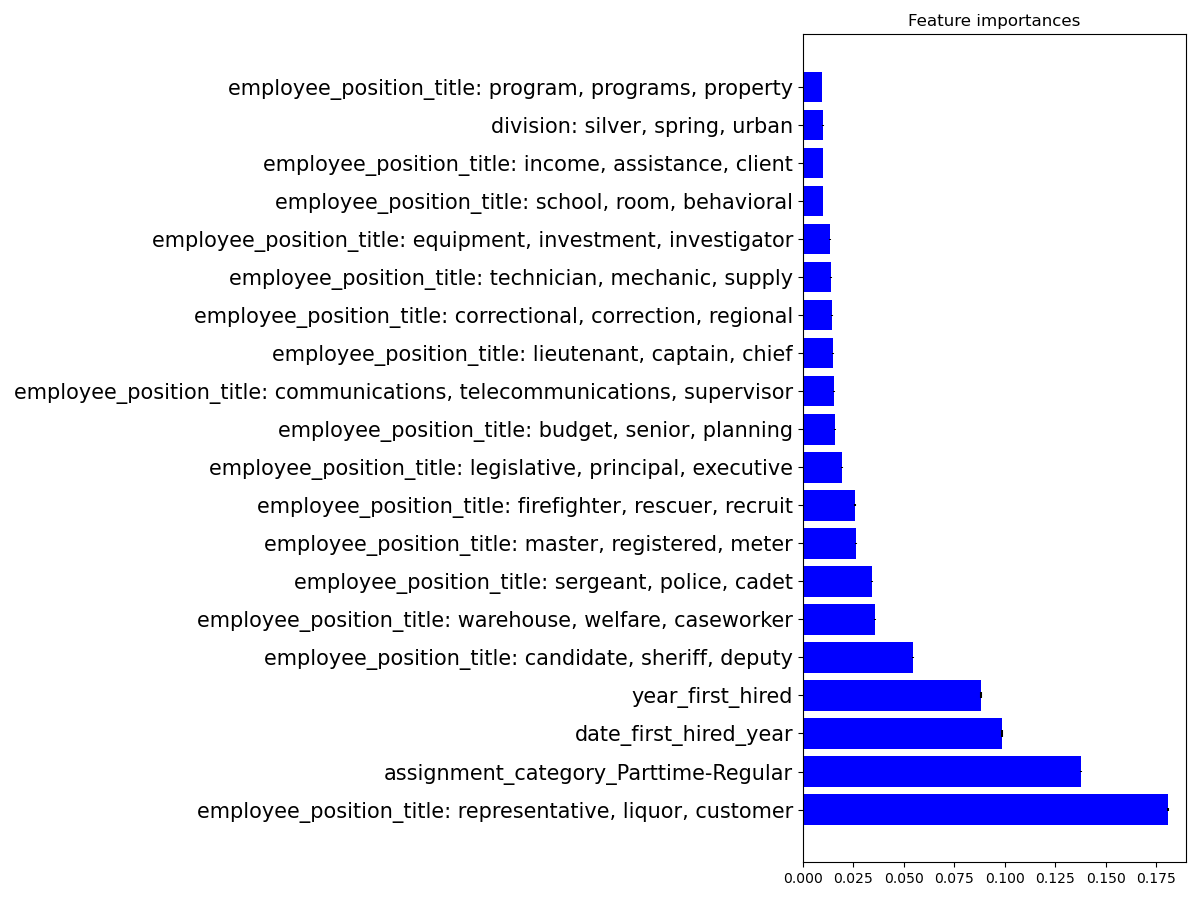 Feature importances
employee_position_title: program, programs, property
division: silver, spring, urban
employee_position_title: income, assistance, client
employee_position_title: school, room, behavioral
employee_position_title: equipment, investment, investigator
employee_position_title: technician, mechanic, supply
employee_position_title: correctional, correction, regional
employee_position_title: lieutenant, captain, chief
employee_position_title: communications, telecommunications, supervisor
employee_position_title: budget, senior, planning
employee_position_title: legislative, principal, executive
employee_position_title: firefighter, rescuer, recruit
employee_position_title: master, registered, meter
employee_position_title: sergeant, police, cadet
employee_position_title: warehouse, welfare, caseworker
employee_position_title: candidate, sheriff, deputy
year_first_hired
date_first_hired_year
assignment_category_Parttime-Regular
employee_position_title: representative, liquor, customer
0.000 0.025 0.050 0.075 0.100 0.125 0.150 0.175